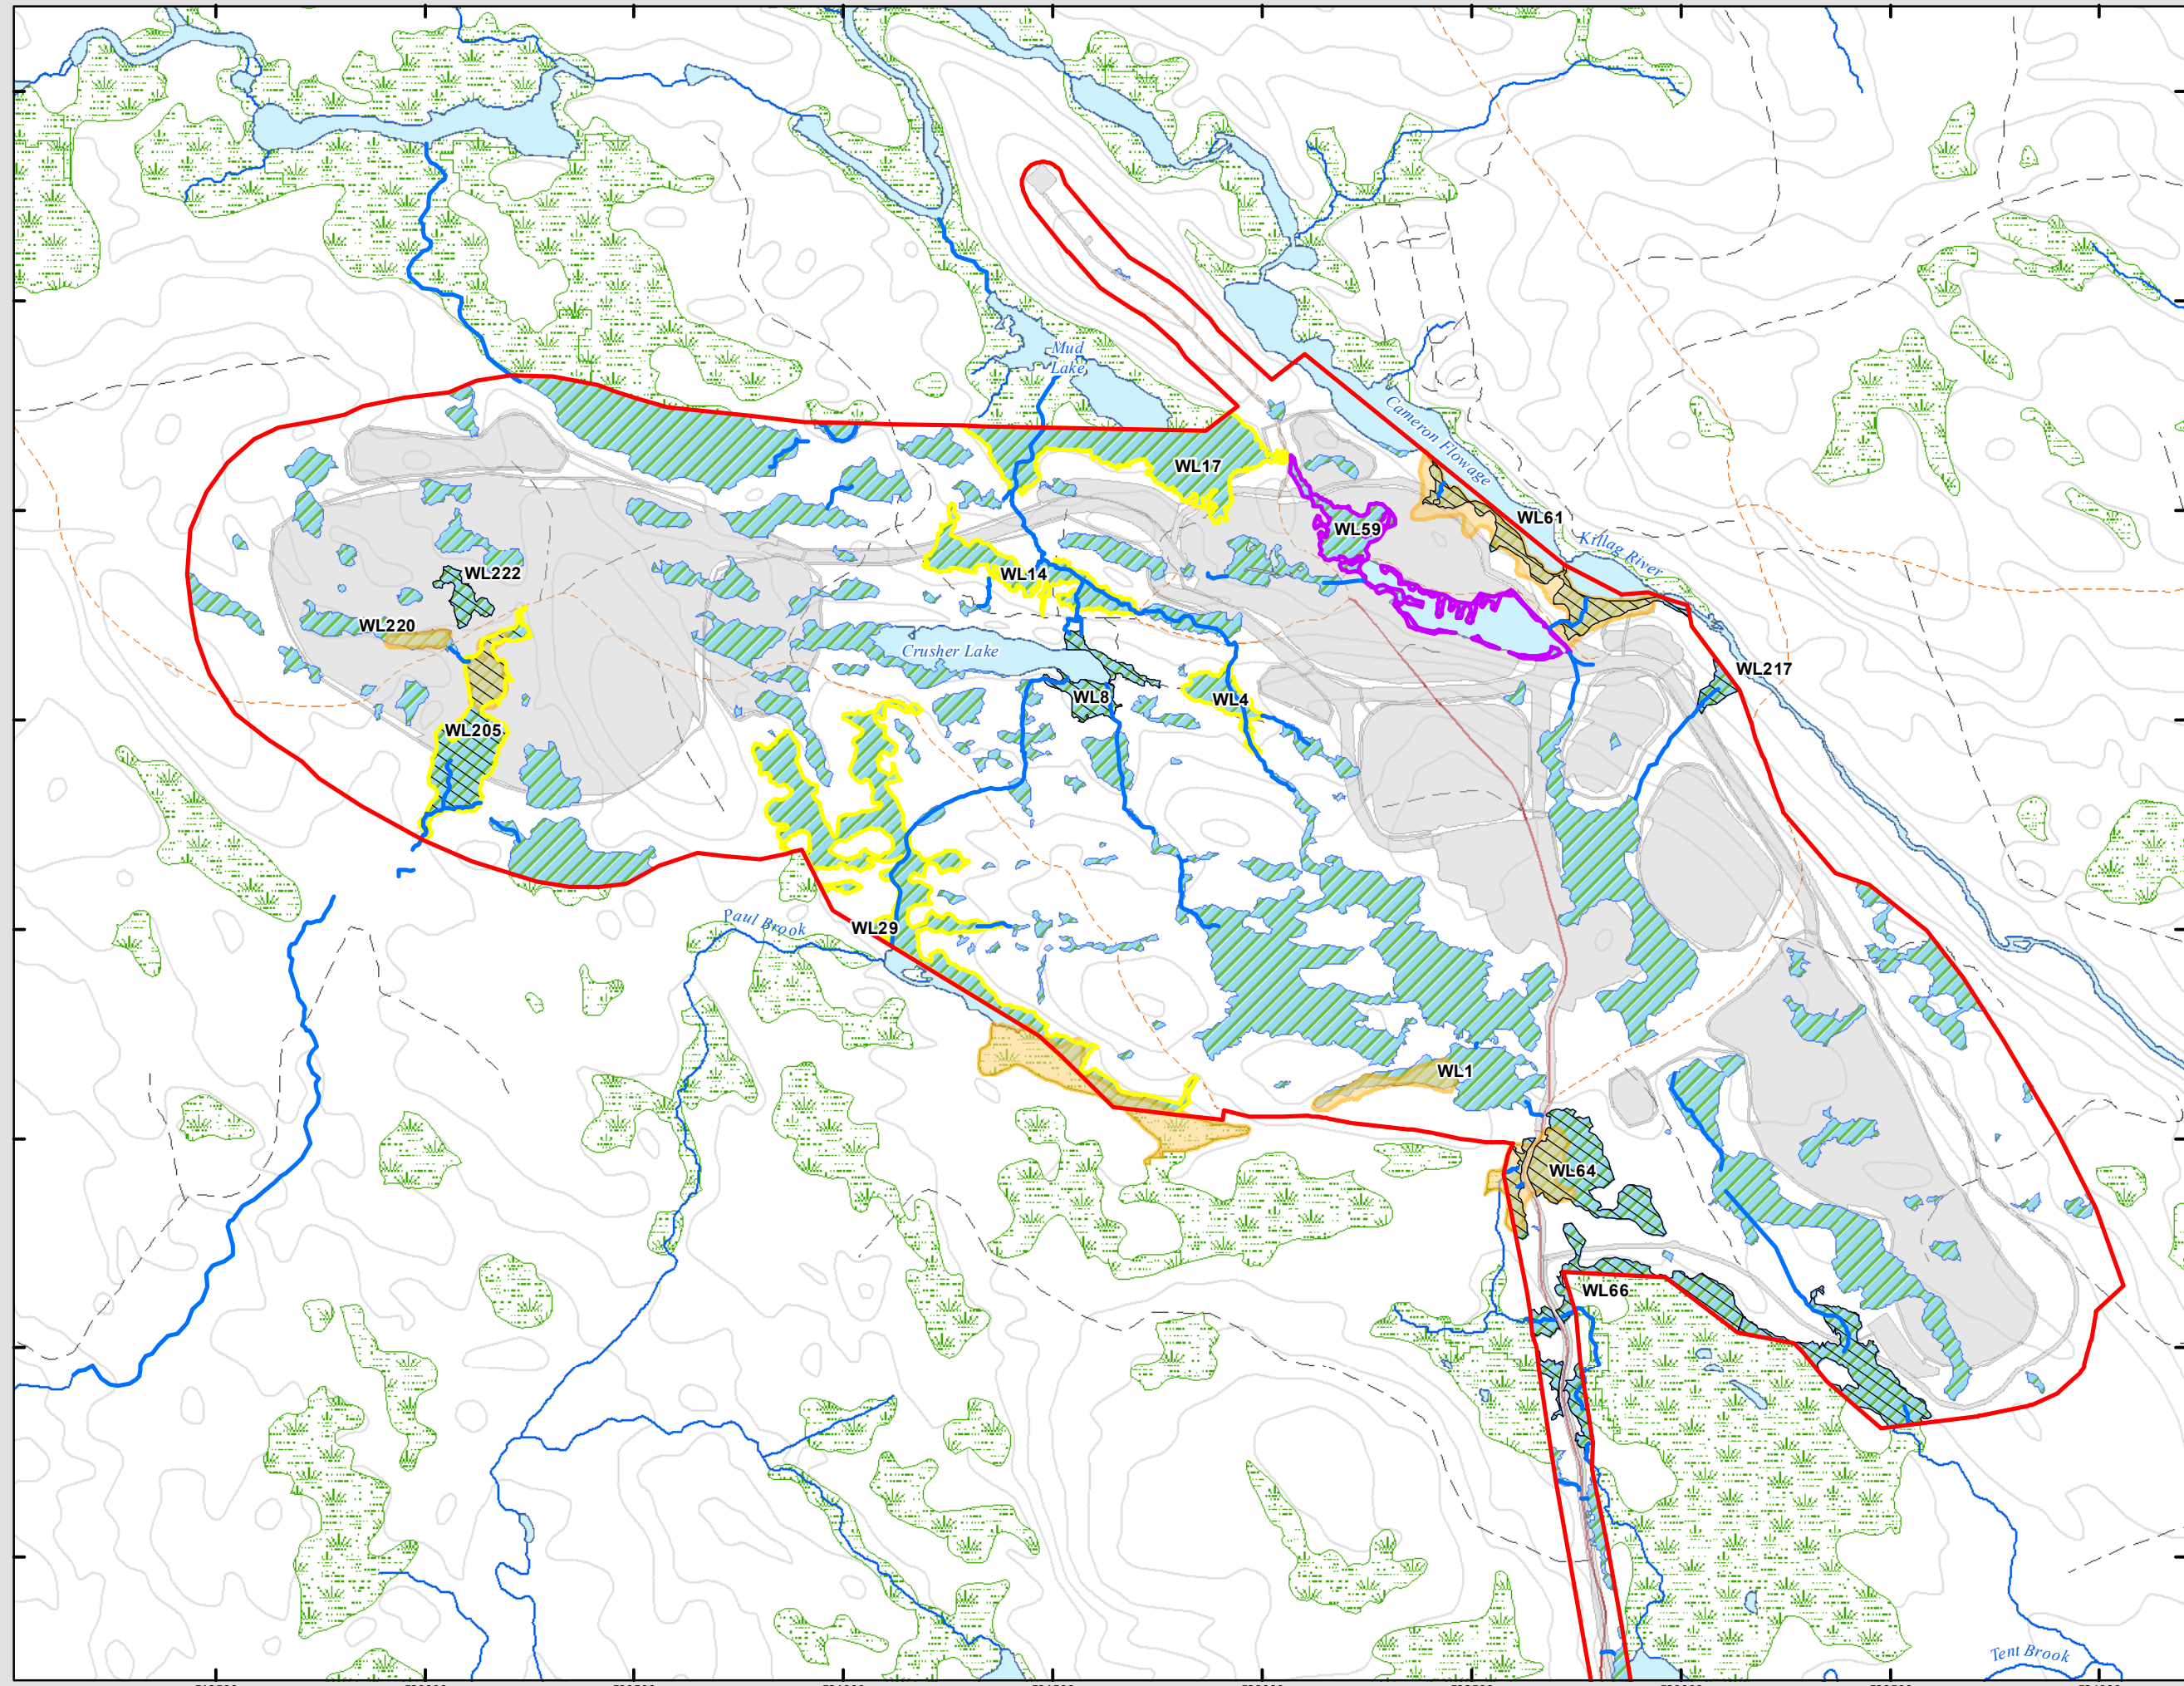 Mud
Lake
Cameron Flowage
WL17
WL61
WL59
Killag River
WL222
WL14
WL220
Crusher Lake
WL217
WL8
WL4
WL205
Paul Brook
WL29
WL1
WL64
WL66
Tent Brook